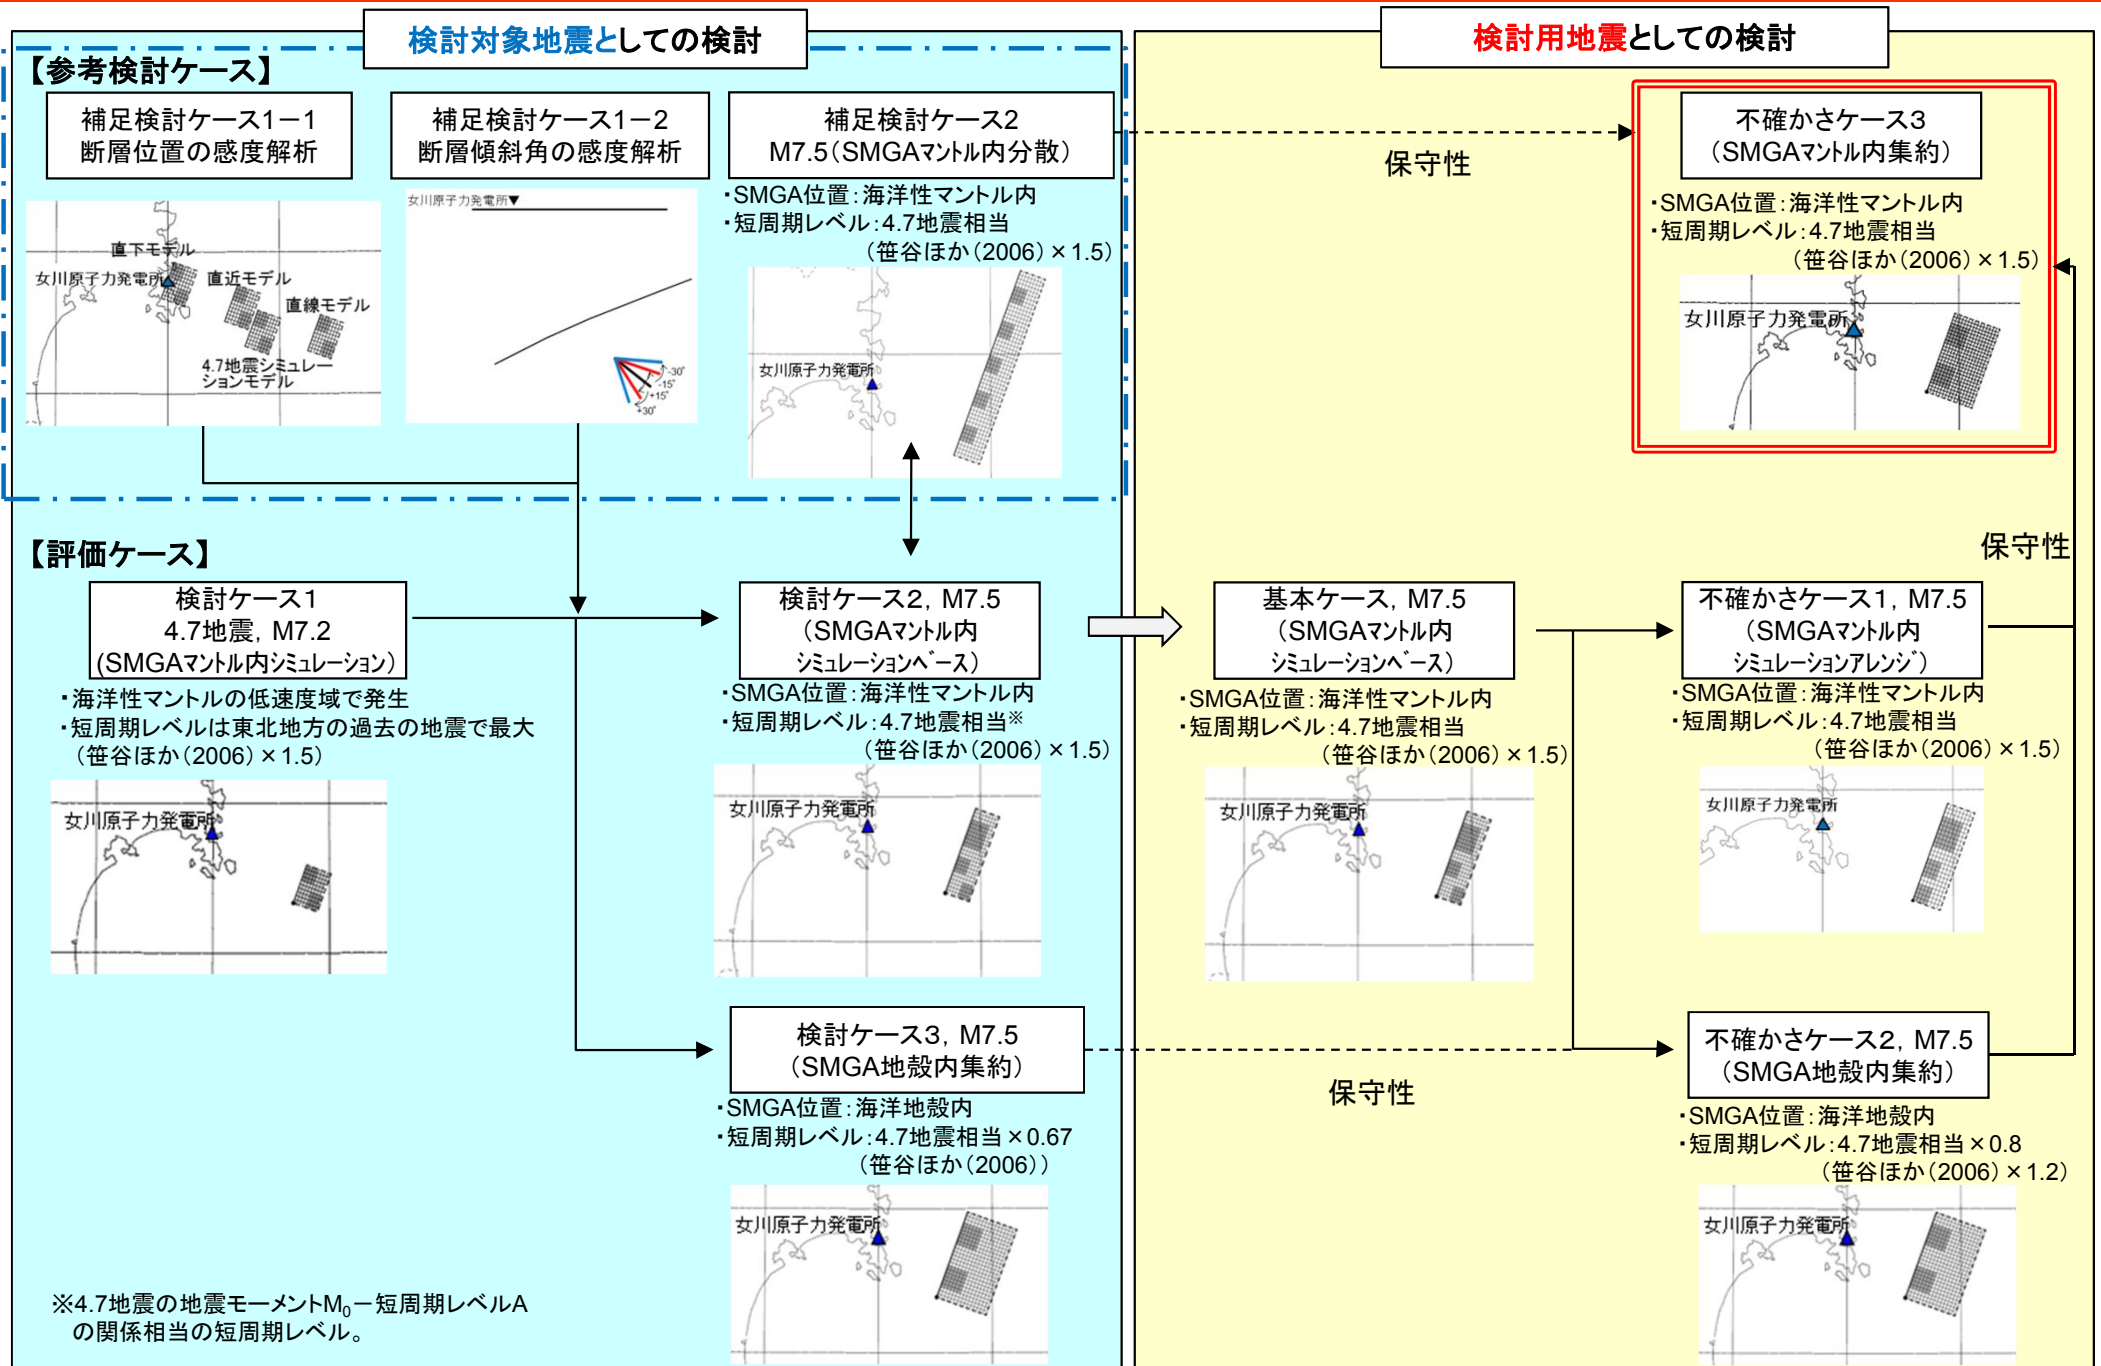 検討対象地震としての検討
【参考検討ケース】
補足検討ケース1－1
断層位置の感度解析
直下モデル
女川原子力発電所
直近モデル
直線モデル
4.7地震シミュレー
ションモデル
補足検討ケース1－2
断層傾斜角の感度解析
女川原子力発電所▼
-30°
-15°
+15°
+30°
補足検討ケース2
M7.5(SMGAマントル内分散)
・SMGA位置:海洋性マントル内
・短周期レベル:4.7地震相当
(笹谷ほか(2006)×1.5)
女川原子力発電所
【評価ケース】
検討ケース1
4.7地震, M7.2
(SMGAマントル内シミュレーション)
・海洋性マントルの低速度域で発生
・短周期レベルは東北地方の過去の地震で最大
(笹谷ほか(2006)×1.5)
女川原子力発電所
検討ケース2, M7.5
(SMGAマントル内
シミュレーションベース)
・SMGA位置:海洋性マントル内
・短周期レベル:4.7地震相当※
(笹谷ほか(2006)×1.5)
女川原子力発電所
検討ケース3, M7.5
(SMGA地殻内集約)
・SMGA位置:海洋地殻内
・短周期レベル:4.7地震相当×0.67
(笹谷ほか(2006))
女川原子力発電所
※4.7地震の地震モーメントM₀－短周期レベルA
の関係相当の短周期レベル。
検討用地震としての検討
保守性
不確かさケース3
(SMGAマントル内集約)
・SMGA位置:海洋性マントル内
・短周期レベル:4.7地震相当
(笹谷ほか(2006)×1.5)
女川原子力発電所
保守性
基本ケース, M7.5
(SMGAマントル内
シミュレーションベース)
・SMGA位置:海洋性マントル内
・短周期レベル:4.7地震相当
(笹谷ほか(2006)×1.5)
女川原子力発電所
不確かさケース1, M7.5
(SMGAマントル内
シミュレーションアレンジ)
・SMGA位置:海洋性マントル内
・短周期レベル:4.7地震相当
(笹谷ほか(2006)×1.5)
女川原子力発電所
保守性
不確かさケース2, M7.5
(SMGA地殻内集約)
・SMGA位置:海洋地殻内
・短周期レベル:4.7地震相当×0.8
(笹谷ほか(2006)×1.2)
女川原子力発電所